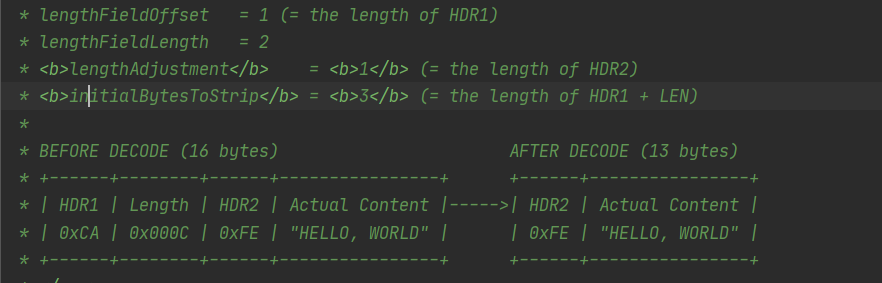 * lengthFieldOffset   = 1 (= the length of HDR1)
* lengthFieldLength   = 2
* <b>lengthAdjustment</b>    = <b>1</b> (= the length of HDR2)
* <b>initialBytesToStrip</b> = <b>3</b> (= the length of HDR1 + LEN)
*
* BEFORE DECODE (16 bytes)                       AFTER DECODE (13 bytes)
* +------+--------+------+----------------+      +------+----------------+
* | HDR1 | Length | HDR2 | Actual Content |----->| HDR2 | Actual Content |
* | 0xCA | 0x000C | 0xFE | "HELLO, WORLD" |      | 0xFE | "HELLO, WORLD" |
* +------+--------+------+----------------+      +------+----------------+